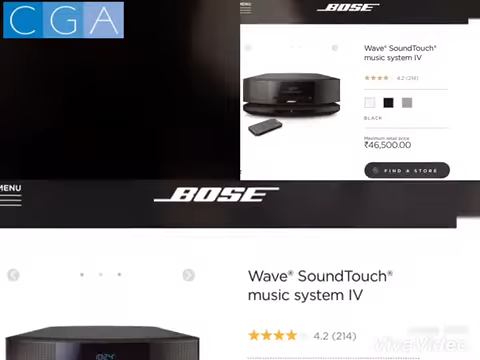 CGA
BOSE
Wave® SoundTouch®
music system IV
4.2 (214)
BLACK
Maximum retail price
₹46,500.00
FIND A STORE
MENU
BOSE
Wave® SoundTouch®
music system IV
4.2 (214)
VivaVideo